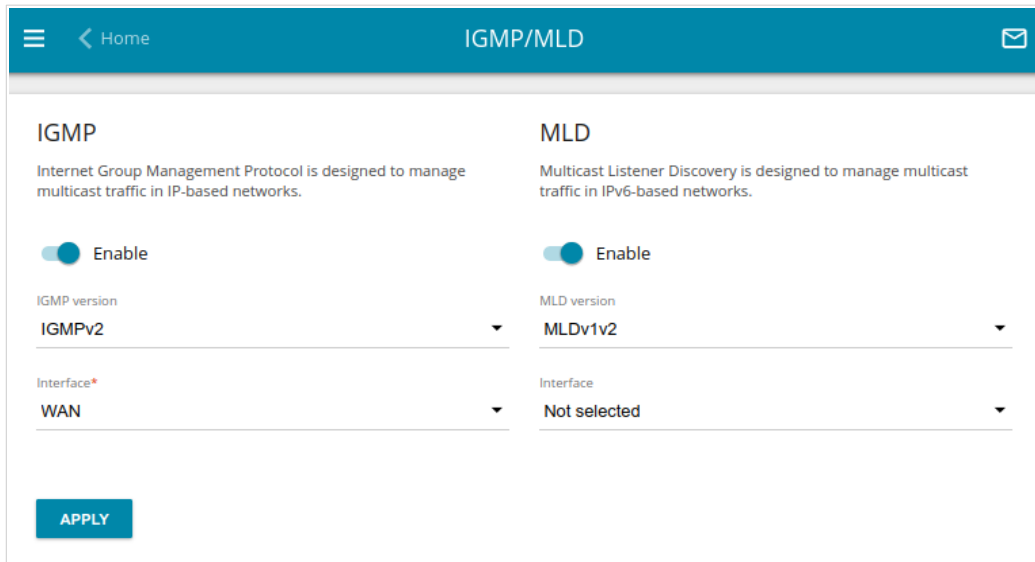 Home
IGMP/MLD
IGMP
Internet Group Management Protocol is designed to manage
multicast traffic in IP-based networks.
Enable
IGMP version
IGMPv2
Interface*
WAN
MLD
Multicast Listener Discovery is designed to manage multicast
traffic in IPv6-based networks.
Enable
MLD version
MLDv1v2
Interface
Not selected
APPLY